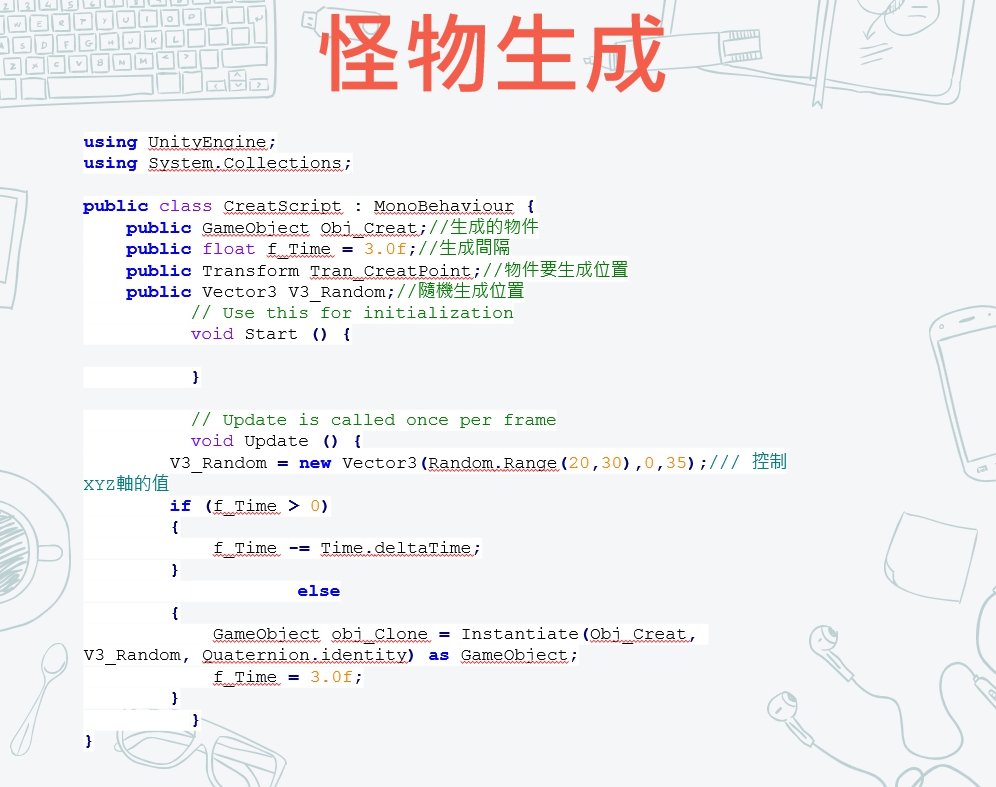 怪物生成
using UnityEngine;
using System.Collections;
public class CreatScript : MonoBehaviour {
public GameObject Obj_Creat;//生成的物件
public float f_Time = 3.0f;//生成間隔
public Transform Tran_CreatPoint;//物件要生成位置
public Vector3 V3_Random;//隨機生成位置
// Use this for initialization
void Start () {
}
// Update is called once per frame
void Update () {
V3_Random = new Vector3(Random.Range(20,30),0,35);/// 控制
XYZ軸的值
if (f_Time > 0)
{
f_Time -= Time.deltaTime;
}
else
{
GameObject obj_Clone = Instantiate(Obj_Creat,
V3_Random, Quaternion.identity) as GameObject;
f_Time = 3.0f;
}
}
}